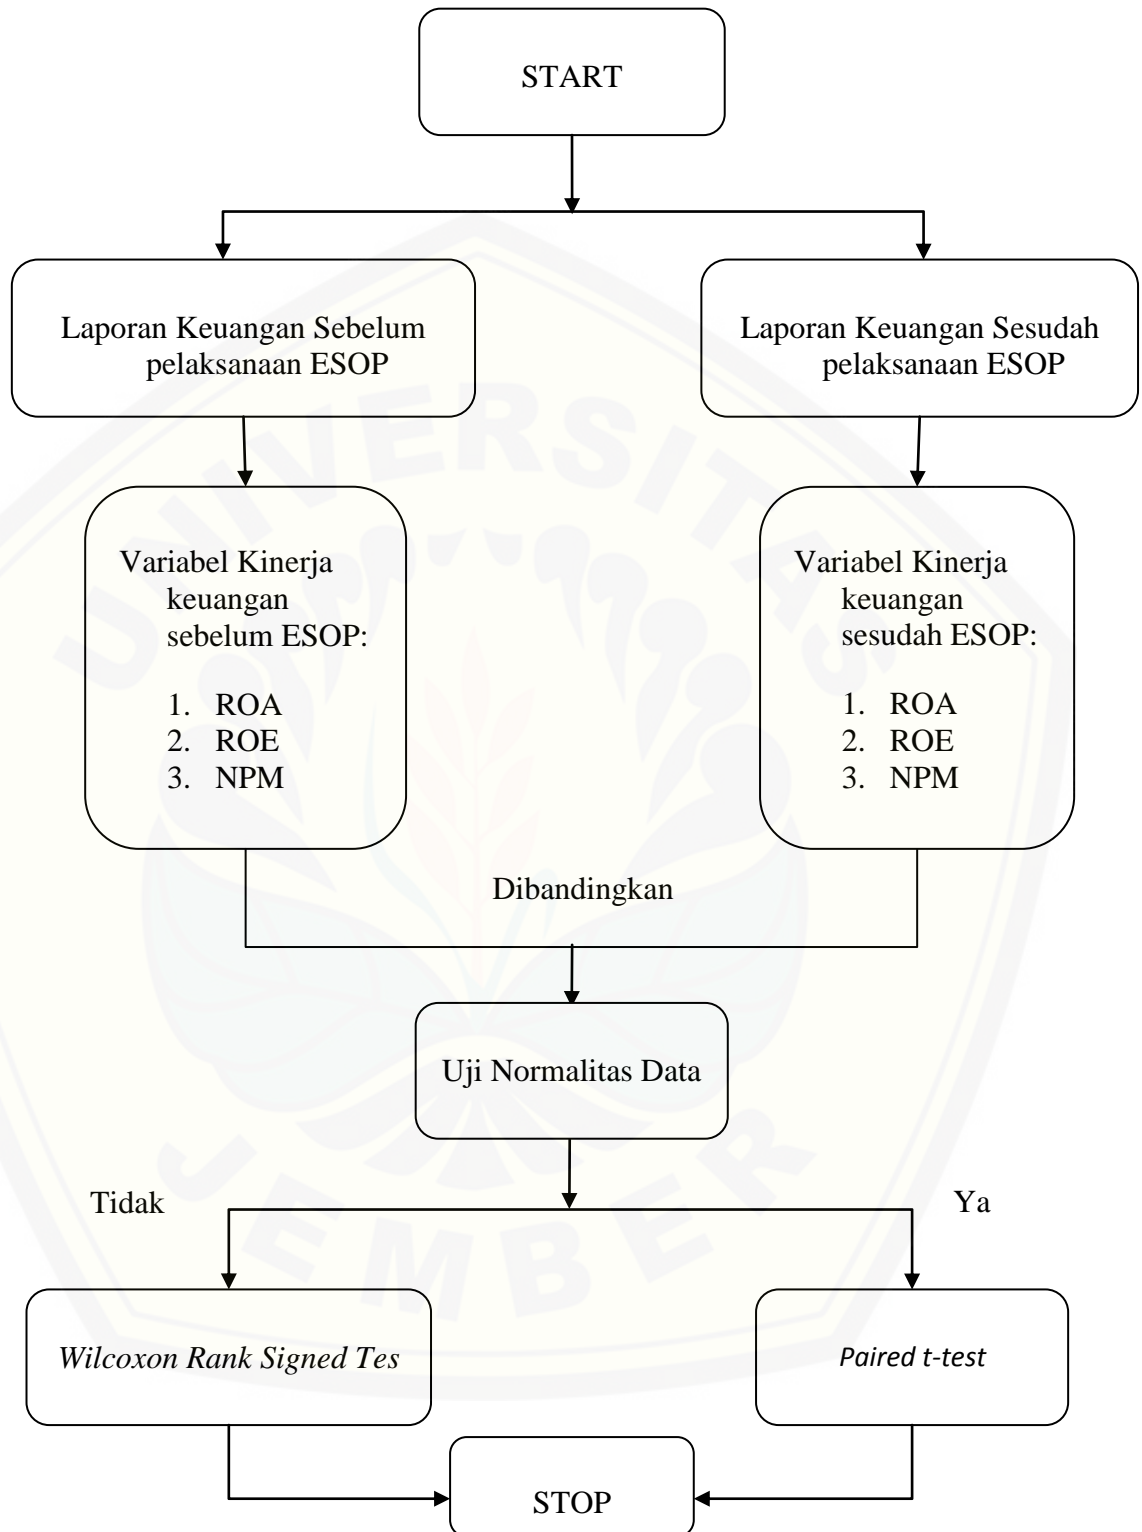 START
Laporan Keuangan Sebelum
pelaksanaan ESOP
Laporan Keuangan Sesudah
pelaksanaan ESOP
Variabel Kinerja
keuangan
sebelum ESOP:
1. ROA
2. ROE
3. NPM
Variabel Kinerja
keuangan
sesudah ESOP:
1. ROA
2. ROE
3. NPM
Dibandingkan
Uji Normalitas Data
Tidak
Ya
Wilcoxon Rank Signed Tes
Paired t-test
STOP
UNIVERSITAS
JEMBER